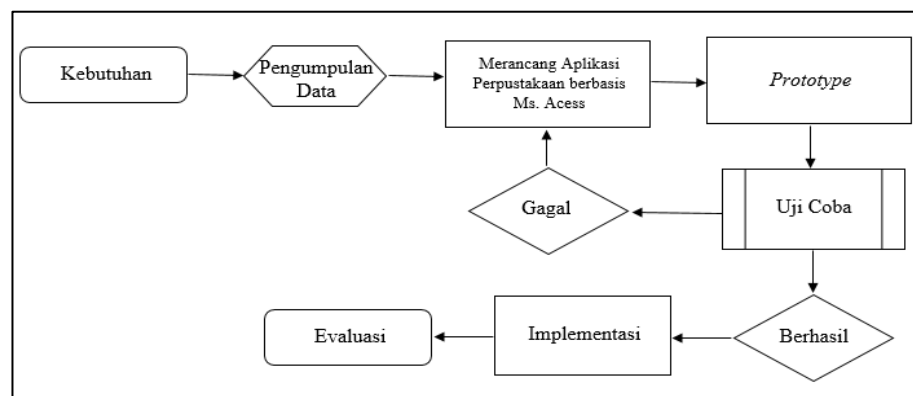 Kebutuhan
Pengumpulan
Data
Merancang Aplikasi
Perpustakaan berbasis
Ms. Acess
Prototype
Gagal
Uji Coba
Evaluasi
Implementasi
Berhasil